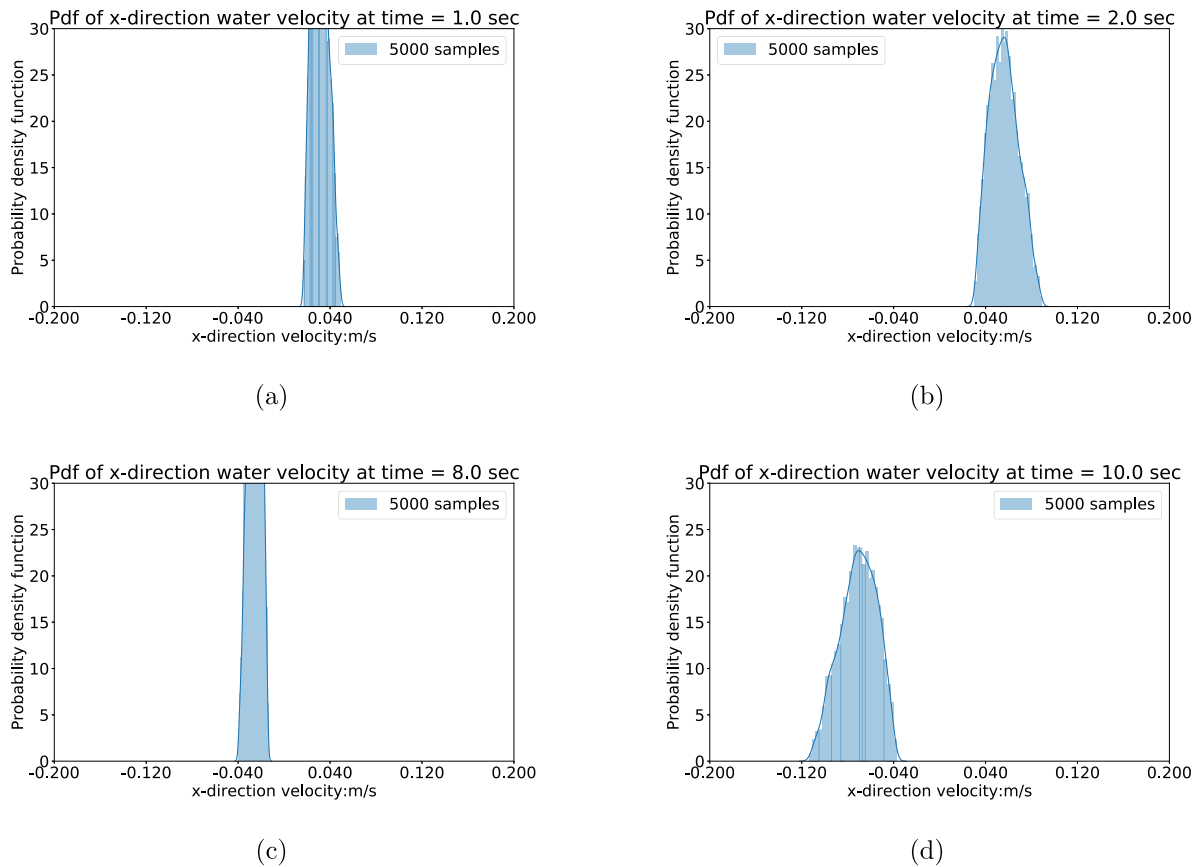 Pdf of x-direction water velocity at time = 1.0 sec
30
25
20
15
10
5
0
Probability density function
5000 samples
-0.200 -0.120 -0.040 0.040 0.120 0.200
x-direction velocity:m/s
(a)
Pdf of x-direction water velocity at time = 2.0 sec
30
25
20
15
10
5
0
Probability density function
5000 samples
-0.200 -0.120 -0.040 0.040 0.120 0.200
x-direction velocity:m/s
(b)
Pdf of x-direction water velocity at time = 8.0 sec
30
25
20
15
10
5
0
Probability density function
5000 samples
-0.200 -0.120 -0.040 0.040 0.120 0.200
x-direction velocity:m/s
(c)
Pdf of x-direction water velocity at time = 10.0 sec
30
25
20
15
10
5
0
Probability density function
5000 samples
-0.200 -0.120 -0.040 0.040 0.120 0.200
x-direction velocity:m/s
(d)